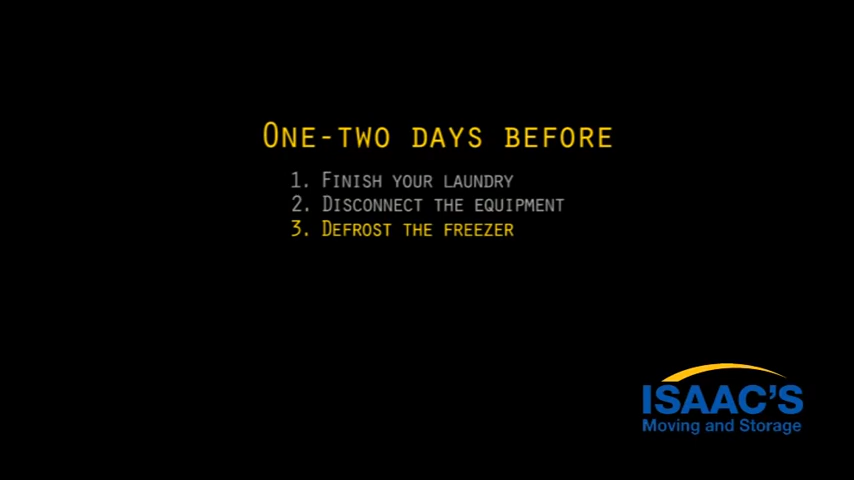 One-two days before
1. Finish your laundry
2. Disconnect the equipment
3. Defrost the freezer
ISAAC'S
Moving and Storage